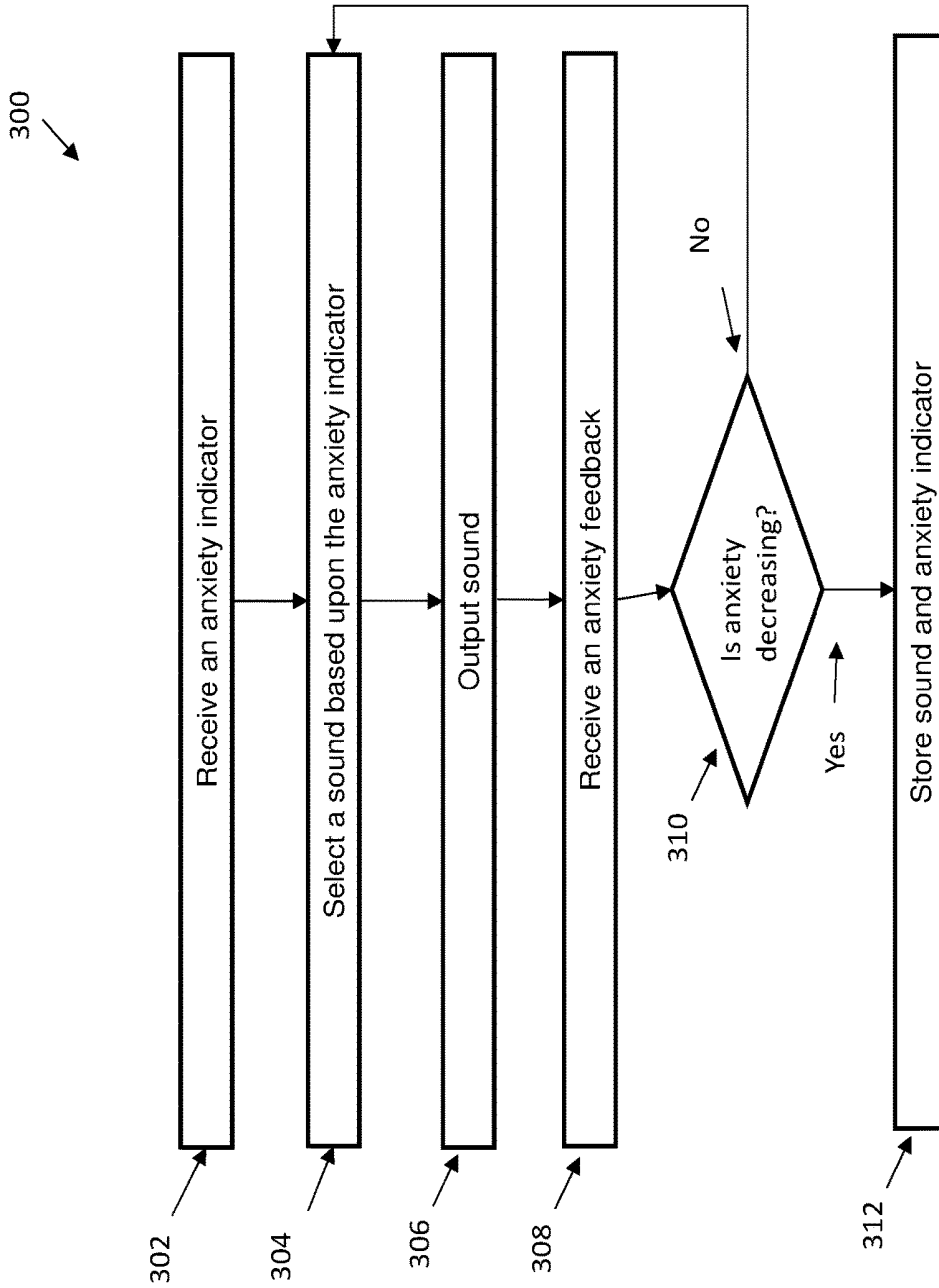 300
302
Receive an anxiety indicator
304
Select a sound based upon the anxiety indicator
306
Output sound
308
Receive an anxiety feedback
310
Is anxiety
decreasing?
No
Yes
312
Store sound and anxiety indicator